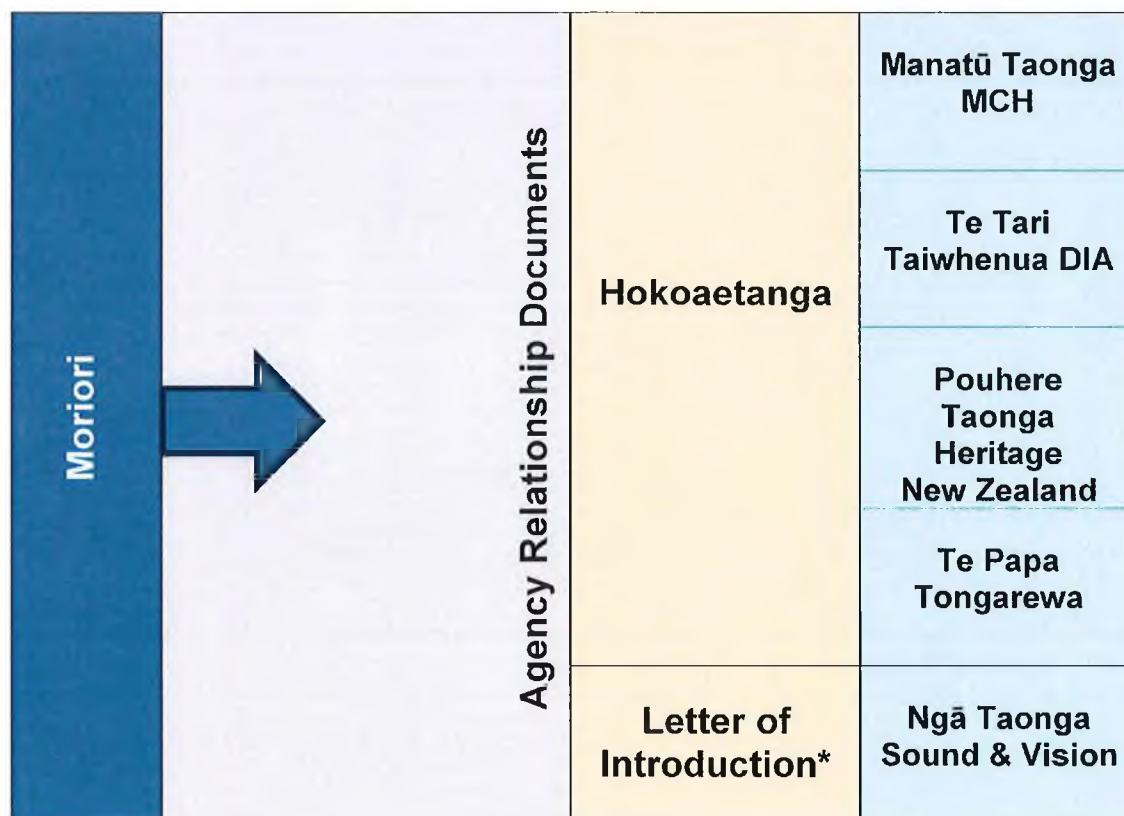 Moriori
Agency Relationship Documents
Hokoaetanga
Letter of
Introduction*
Manatū Taonga
MCH
Te Tari
Taiwhenua DIA
Pouhere
Taonga
Heritage
New Zealand
Te Papa
Tongarewa
Ngā Taonga
Sound & Vision